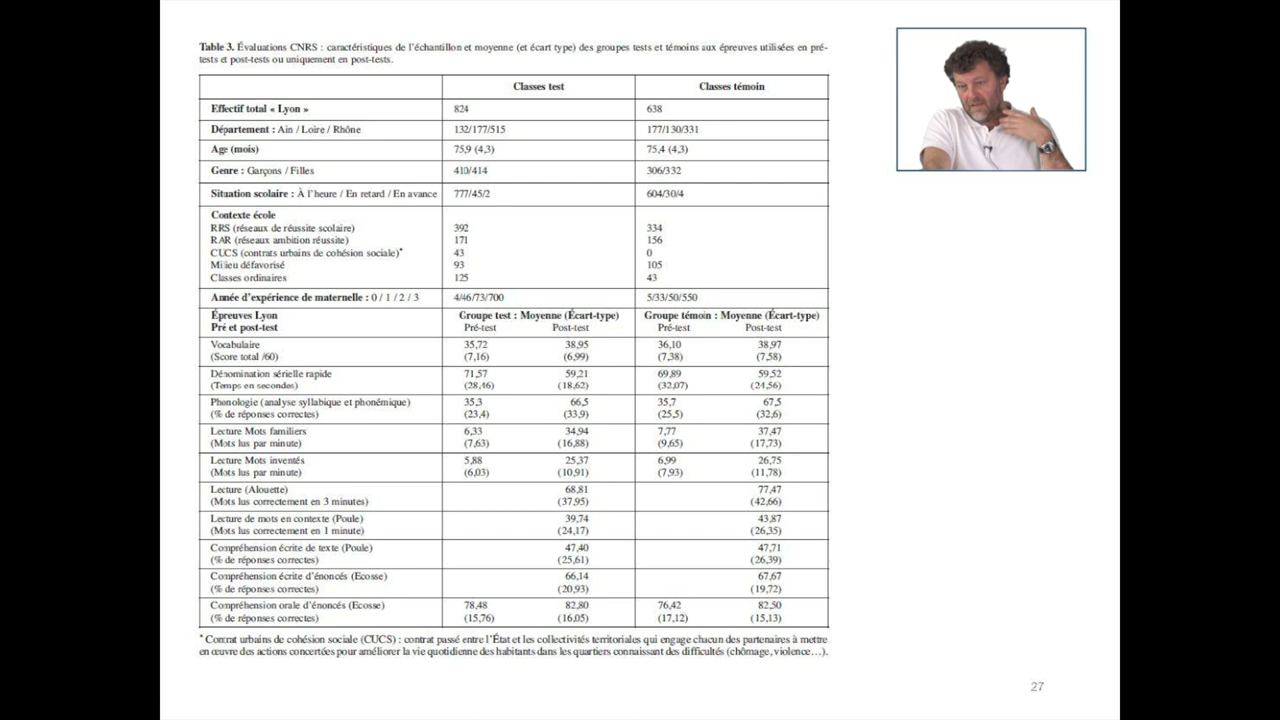 Table 3. Évaluations CNRS : caractéristiques de l'échantillon et moyenne (et écart type) des groupes tests et témoins aux épreuves utilisées en pré-
tests et post-tests ou uniquement en post-tests.
Classes test Classes témoin
Effectif total « Lyon » 824 638
Département : Ain / Loire / Rhône 132/177/515 177/130/331
Age (mois) 75,9 (4,3) 75,4 (4,3)
Genre : Garçons / Filles 410/414 306/332
Situation scolaire : À l'heure / En retard / En avance 777/45/2 604/30/4
Contexte école
RRS (réseaux de réussite scolaire) 392 334
RAR (réseaux ambition réussite) 171 156
CUCS (contrats urbains de cohésion sociale)* 43 0
Milieu défavorisé 93 105
Classes ordinaires 125 43
Année d'expérience de maternelle : 0 / 1 / 2 / 3 4/46/73/700 5/33/50/550
Épreuves Lyon Groupe test : Moyenne (Écart-type) Groupe témoin : Moyenne (Écart-type)
Pré et post-test Pré-test Post-test Pré-test Post-test
Vocabulaire 35,72 38,95 36,10 38,97
(Score total /60) (7,16) (6,99) (7,38) (7,58)
Dénomination sérielle rapide 71,57 59,21 69,89 59,52
(Temps en secondes) (28,46) (18,62) (32,07) (24,56)
Phonologie (analyse syllabique et phonémique) 35,3 66,5 35,7 67,5
(% de réponses correctes) (23,4) (33,9) (25,5) (32,6)
Lecture Mots familiers 6,33 34,94 7,77 37,47
(Mots lus par minute) (7,63) (16,88) (9,65) (17,73)
Lecture Mots inventés 5,88 25,37 6,99 26,75
(Mots lus par minute) (6,03) (10,91) (7,93) (11,78)
Lecture (Alouette) 68,81 77,47
(Mots lus correctement en 3 minutes) (37,95) (42,66)
Lecture de mots en contexte (Poule) 39,74 43,87
(Mots lus correctement en 1 minute) (24,17) (26,35)
Compréhension écrite de texte (Poule) 47,40 47,71
(% de réponses correctes) (25,61) (26,39)
Compréhension écrite d'énoncés (Ecosse) 66,14 67,67
(% de réponses correctes) (20,93) (19,72)
Compréhension orale d'énoncés (Ecosse) 78,48 82,80 76,42 82,50
(% de réponses correctes) (15,76) (16,05) (17,12) (15,13)
* Contrat urbains de cohésion sociale (CUCS) : contrat passé entre l'État et les collectivités territoriales qui engage chacun des partenaires à mettre
en œuvre des actions concertées pour améliorer la vie quotidienne des habitants dans les quartiers connaissant des difficultés (chômage, violence…).
27